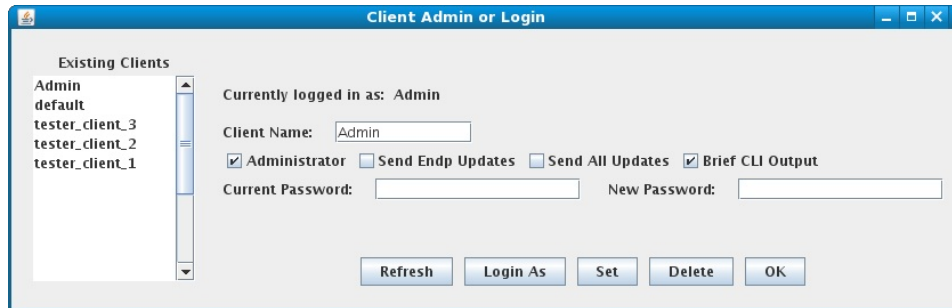 Client Admin or Login
Existing Clients
Admin
default
tester_client_3
tester_client_2
tester_client_1
Currently logged in as: Admin
Client Name: Admin
Administrator Send Endp Updates Send All Updates Brief CLI Output
Current Password: New Password:
Refresh Login As Set Delete OK